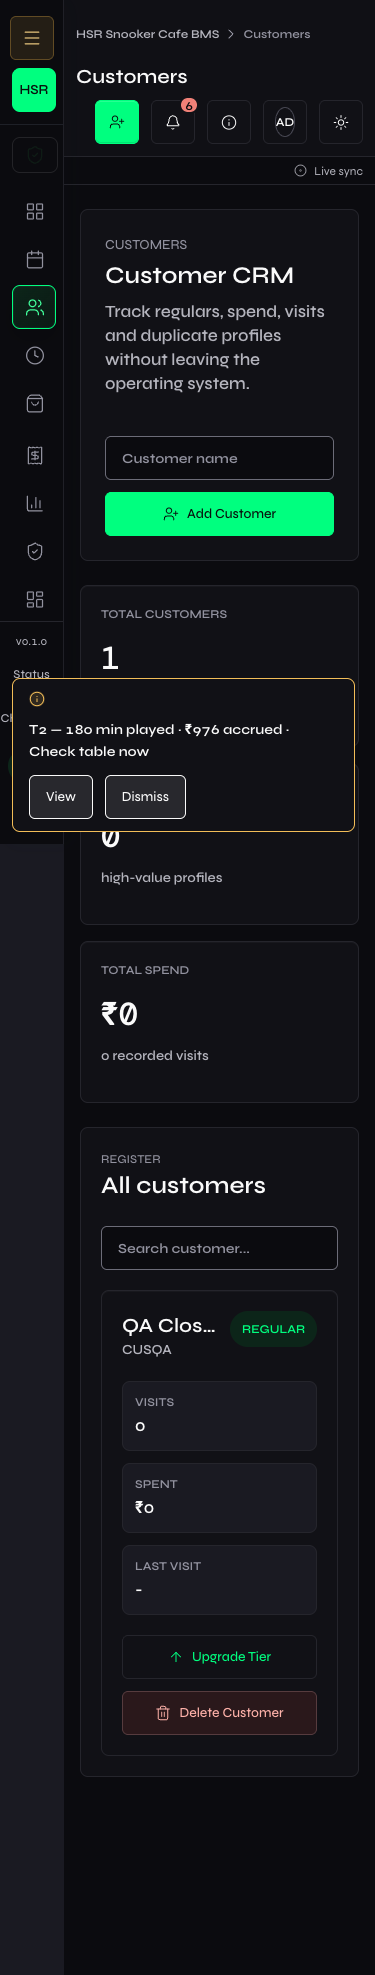 HSR Snooker Cafe BMS > Customers
HSR
Customers
6
AD
Live sync
CUSTOMERS
Customer CRM
Track regulars, spend, visits
and duplicate profiles
without leaving the
operating system.
Customer name
Add Customer
TOTAL CUSTOMERS
1
v0.1.0
Status
T2 — 180 min played · ₹976 accrued ·
Check table now
View
Dismiss
0
high-value profiles
TOTAL SPEND
₹0
0 recorded visits
REGISTER
All customers
Search customer...
QA Clos...
REGULAR
CUSQA
VISITS
0
SPENT
₹0
LAST VISIT
-
Upgrade Tier
Delete Customer